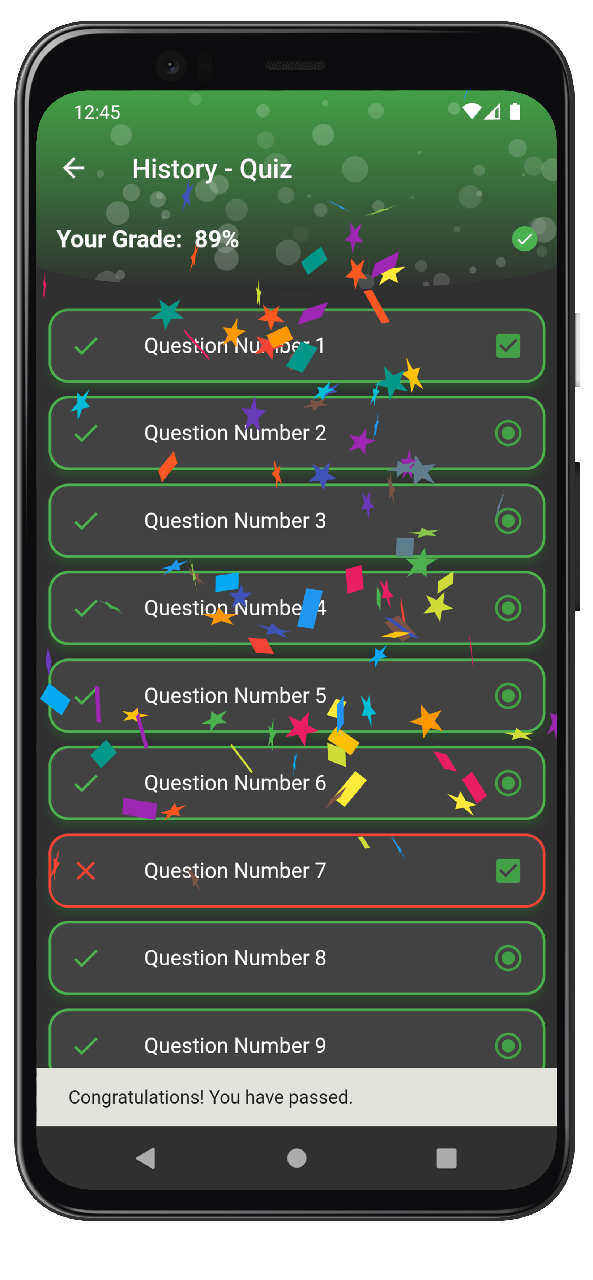 12:45
History - Quiz
Your Grade: 89%
Question Number 1
Question Number 2
Question Number 3
Question Number 4
Question Number 5
Question Number 6
Question Number 7
Question Number 8
Question Number 9
Congratulations! You have passed.